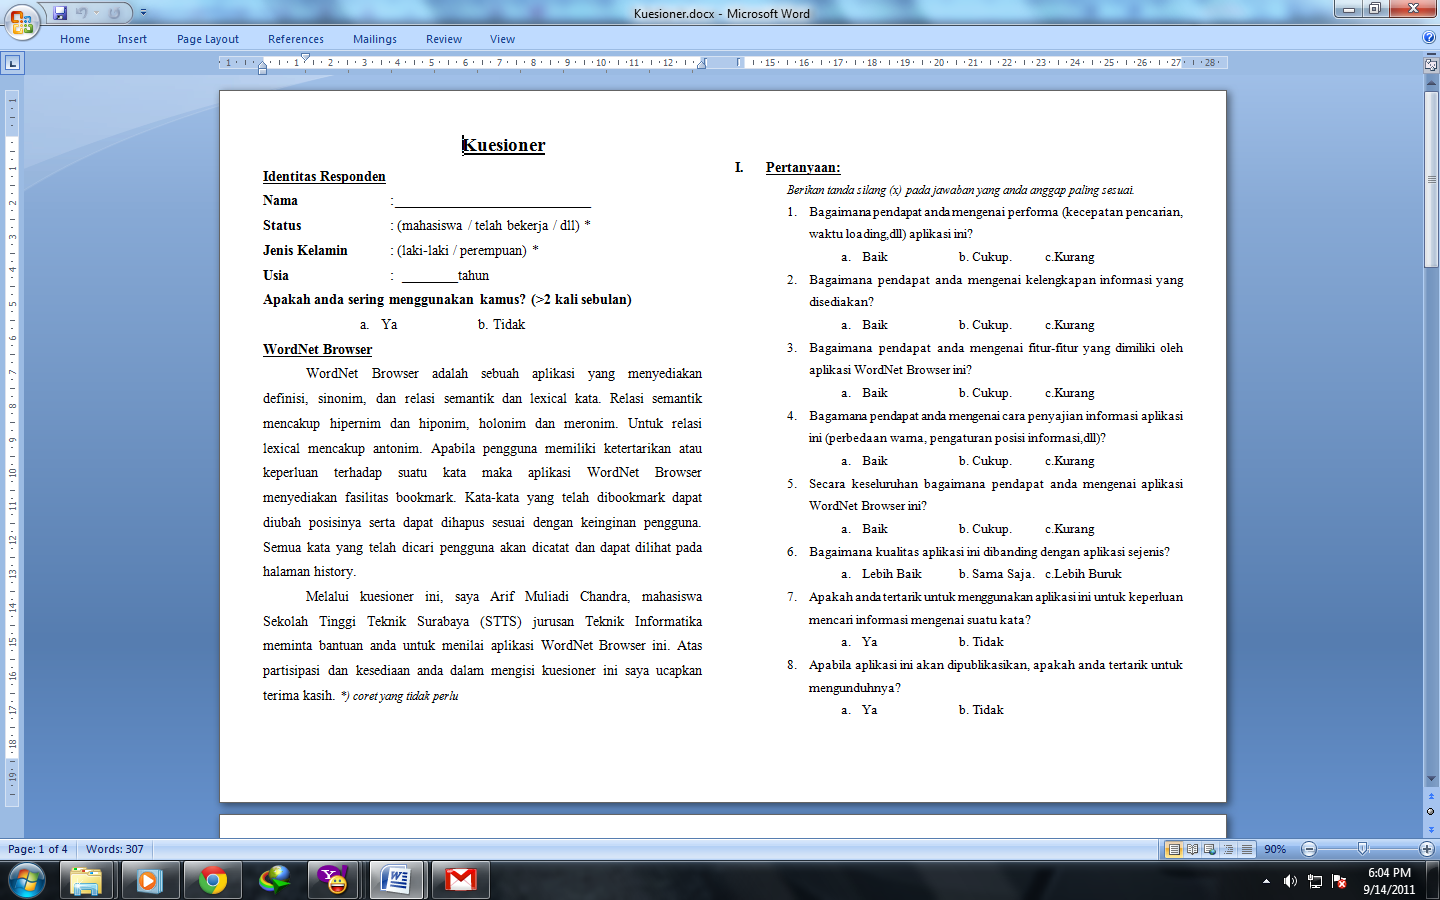 Kuesioner.docx - Microsoft Word
Home Insert Page Layout References Mailings Review View
Kuesioner
Identitas Responden
Nama :____________________________
Status : (mahasiswa / telah bekerja / dll) *
Jenis Kelamin : (laki-laki / perempuan) *
Usia : ________tahun
Apakah anda sering menggunakan kamus? (>2 kali sebulan)
a. Ya b. Tidak
WordNet Browser
WordNet Browser adalah sebuah aplikasi yang menyediakan
definisi, sinonim, dan relasi semantik dan lexical kata. Relasi semantik
mencakup hipernim dan hiponim, holonim dan meronim. Untuk relasi
lexical mencakup antonim. Apabila pengguna memiliki ketertarikan atau
keperluan terhadap suatu kata maka aplikasi WordNet Browser
menyediakan fasilitas bookmark. Kata-kata yang telah dibookmark dapat
diubah posisinya serta dapat dihapus sesuai dengan keinginan pengguna.
Semua kata yang telah dicari pengguna akan dicatat dan dapat dilihat pada
halaman history.
Melalui kuesioner ini, saya Arif Muliadi Chandra, mahasiswa
Sekolah Tinggi Teknik Surabaya (STTS) jurusan Teknik Informatika
meminta bantuan anda untuk menilai aplikasi WordNet Browser ini. Atas
partisipasi dan kesediaan anda dalam mengisi kuesioner ini saya ucapkan
terima kasih. *) coret yang tidak perlu
I. Pertanyaan:
Berikan tanda silang (x) pada jawaban yang anda anggap paling sesuai.
1. Bagaimana pendapat anda mengenai performa (kecepatan pencarian,
waktu loading,dll) aplikasi ini?
a. Baik b. Cukup. c.Kurang
2. Bagaimana pendapat anda mengenai kelengkapan informasi yang
disediakan?
a. Baik b. Cukup. c.Kurang
3. Bagaimana pendapat anda mengenai fitur-fitur yang dimiliki oleh
aplikasi WordNet Browser ini?
a. Baik b. Cukup. c.Kurang
4. Bagamana pendapat anda mengenai cara penyajian informasi aplikasi
ini (perbedaan warna, pengaturan posisi informasi,dll)?
a. Baik b. Cukup. c.Kurang
5. Secara keseluruhan bagaimana pendapat anda mengenai aplikasi
WordNet Browser ini?
a. Baik b. Cukup. c.Kurang
6. Bagaimana kualitas aplikasi ini dibanding dengan aplikasi sejenis?
a. Lebih Baik b. Sama Saja. c.Lebih Buruk
7. Apakah anda tertarik untuk menggunakan aplikasi ini untuk keperluan
mencari informasi mengenai suatu kata?
a. Ya b. Tidak
8. Apabila aplikasi ini akan dipublikasikan, apakah anda tertarik untuk
mengunduhnya?
a. Ya b. Tidak
Page: 1 of 4 Words: 307 90%
6:04 PM
9/14/2011